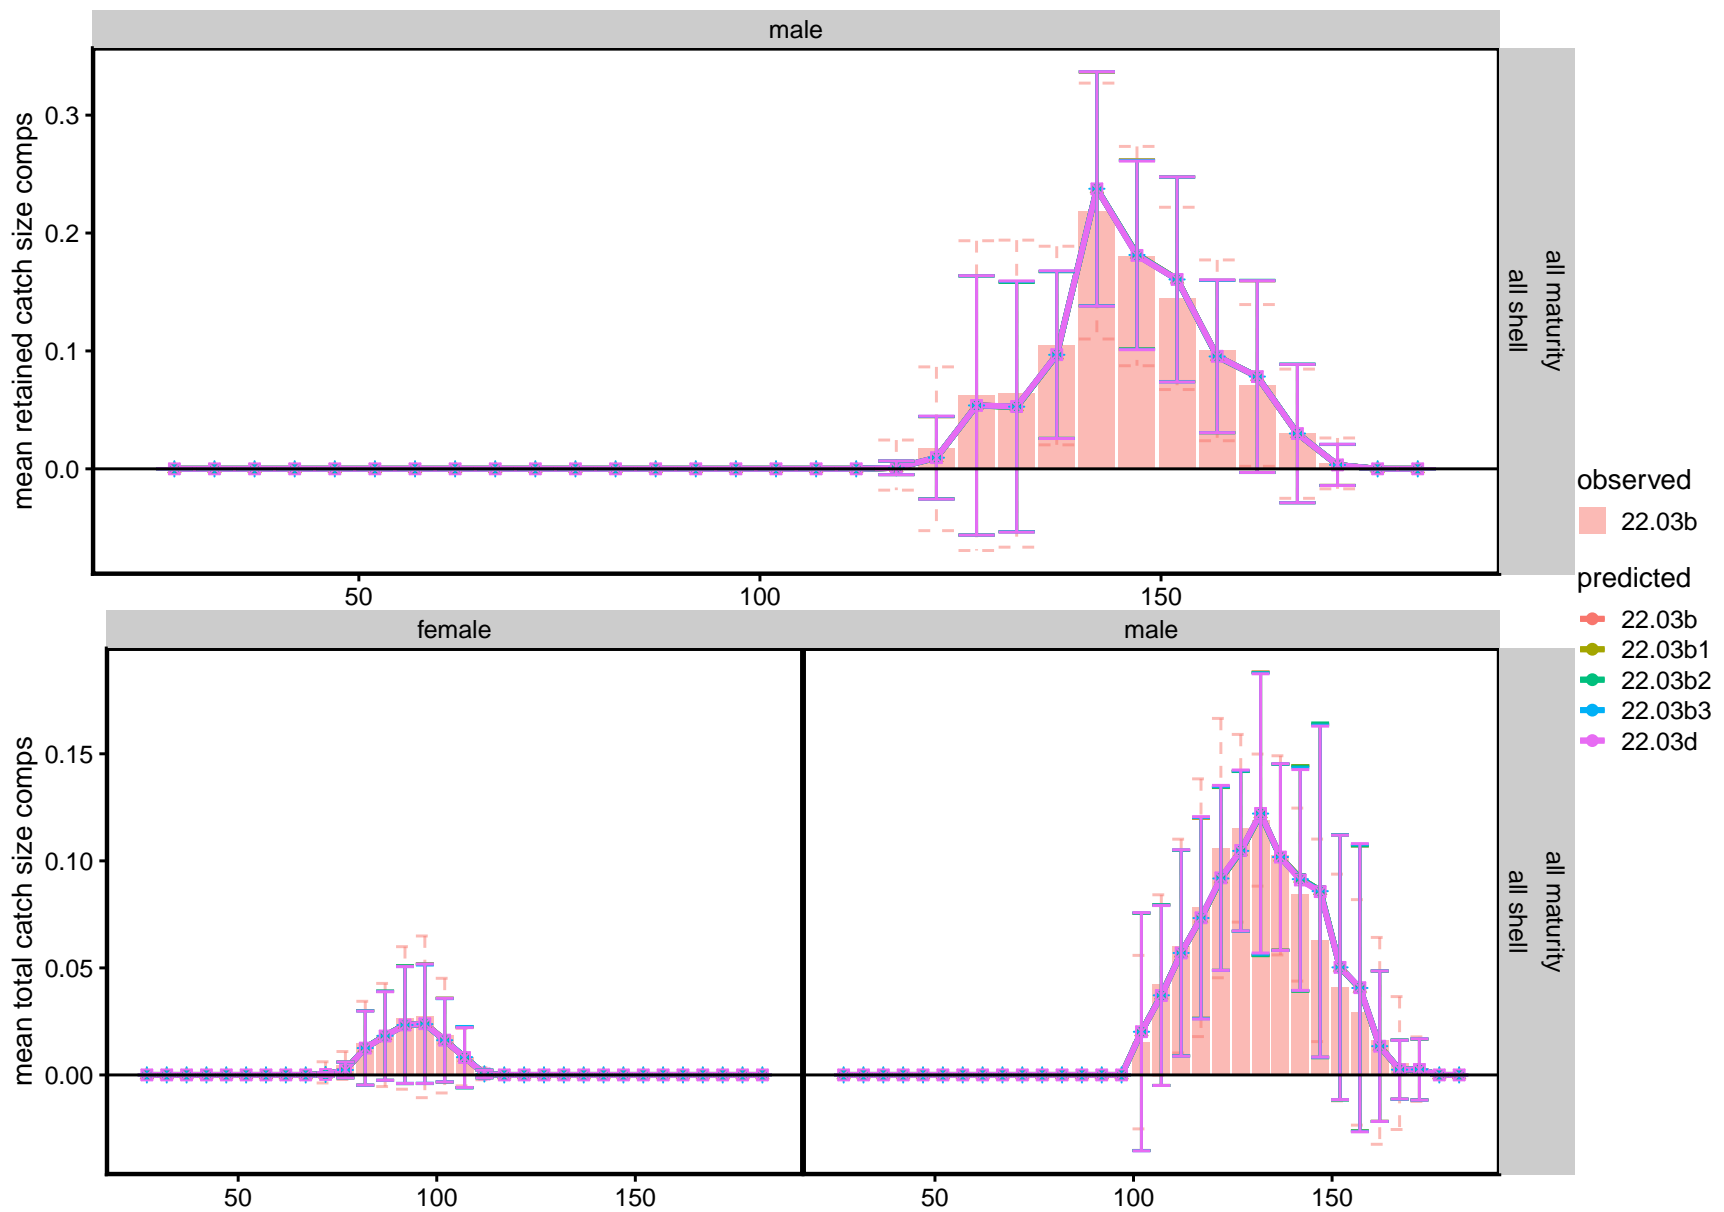 male
mean retained catch size comps
0.3
0.2
0.1
0.0
50
100
150
all maturity
all shell
female
male
mean total catch size comps
0.15
0.10
0.05
0.00
50
100
150
50
100
150
all maturity
all shell
observed
22.03b
predicted
22.03b
22.03b1
22.03b2
22.03b3
22.03d